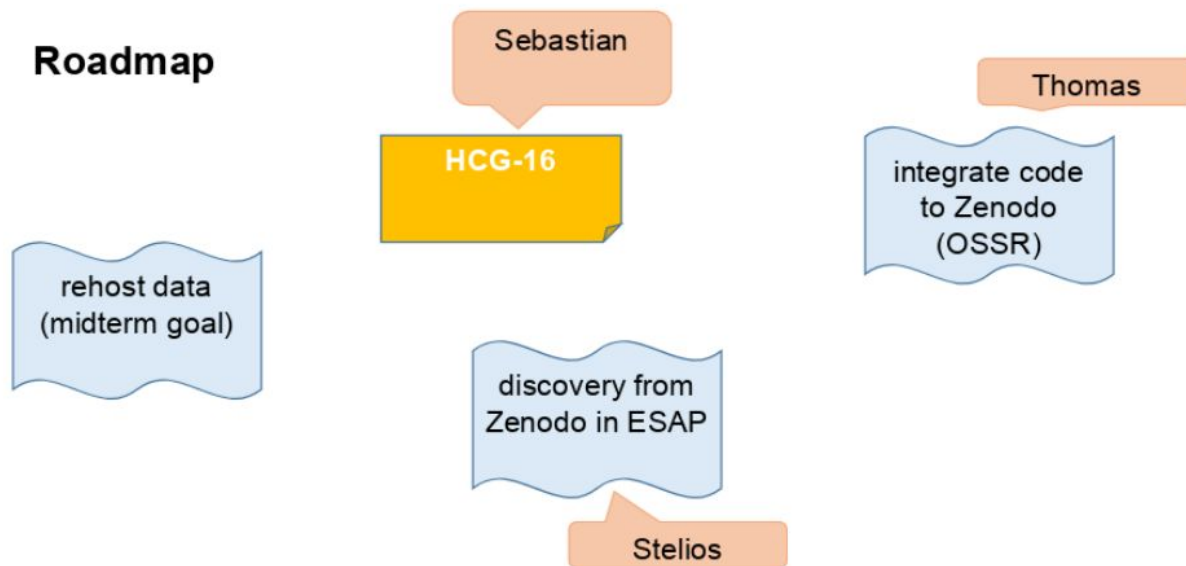 Roadmap
Sebastian
HCG-16
Thomas
integrate code
to Zenodo
(OSSR)
rehost data
(midterm goal)
discovery from
Zenodo in ESAP
Stelios